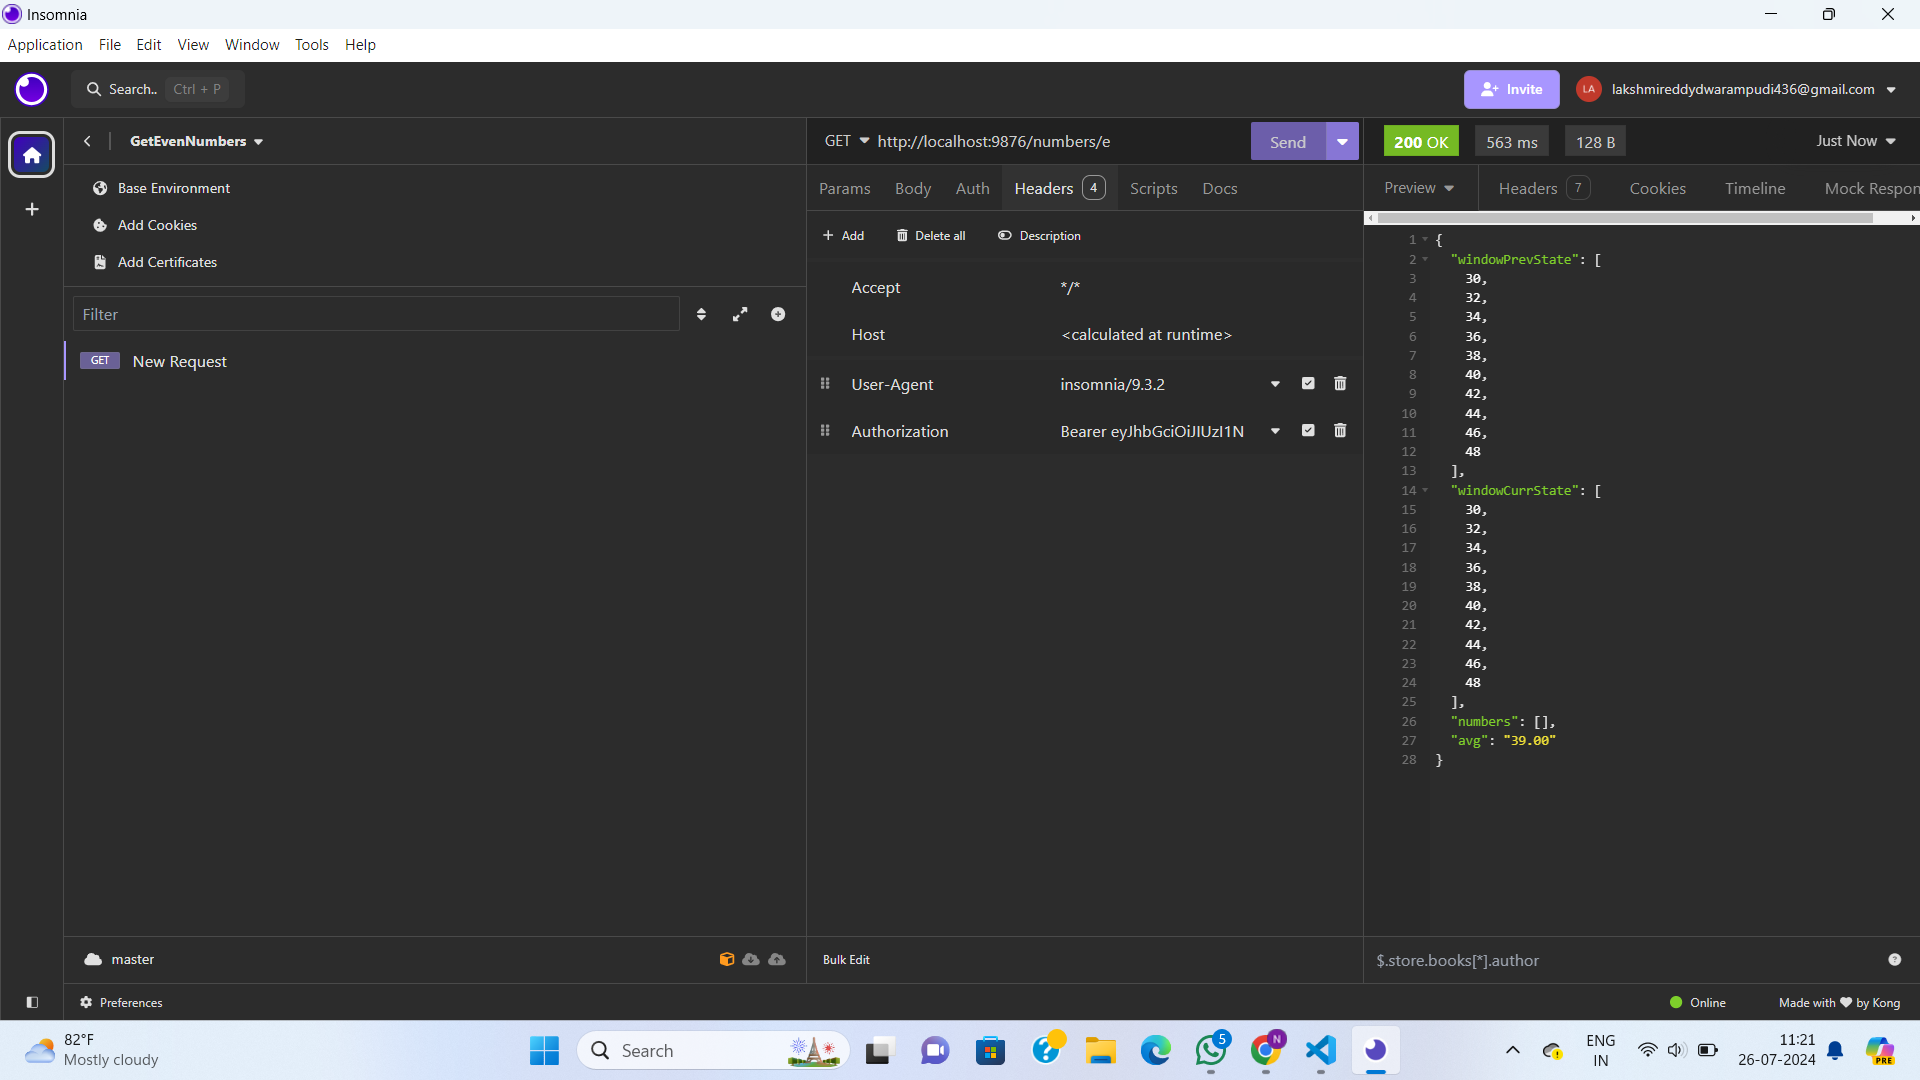 Insomnia
Application File Edit View Window Tools Help
Search.. Ctrl + P
Invite
LA lakshmireddydwarampudi436@gmail.com
GetEvenNumbers
Base Environment
Add Cookies
Add Certificates
Filter
GET New Request
master
Preferences
GET http://localhost:9876/numbers/e Send
Params Body Auth Headers 4 Scripts Docs
Add Delete all Description
Accept */*
Host <calculated at runtime>
User-Agent insomnia/9.3.2
Authorization Bearer eyJhbGciOiJIUzI1N
Bulk Edit
200 OK 563 ms 128 B Just Now
Preview Headers 7 Cookies Timeline Mock Respon
1 {
2 "windowPrevState": [
3 30,
4 32,
5 34,
6 36,
7 38,
8 40,
9 42,
10 44,
11 46,
12 48
13 ],
14 "windowCurrState": [
15 30,
16 32,
17 34,
18 36,
19 38,
20 40,
21 42,
22 44,
23 46,
24 48
25 ],
26 "numbers": [],
27 "avg": "39.00"
28 }
$.store.books[*].author
Online Made with by Kong
82°F
Mostly cloudy
Search
5
N
ENG
IN
11:21
26-07-2024
PRE